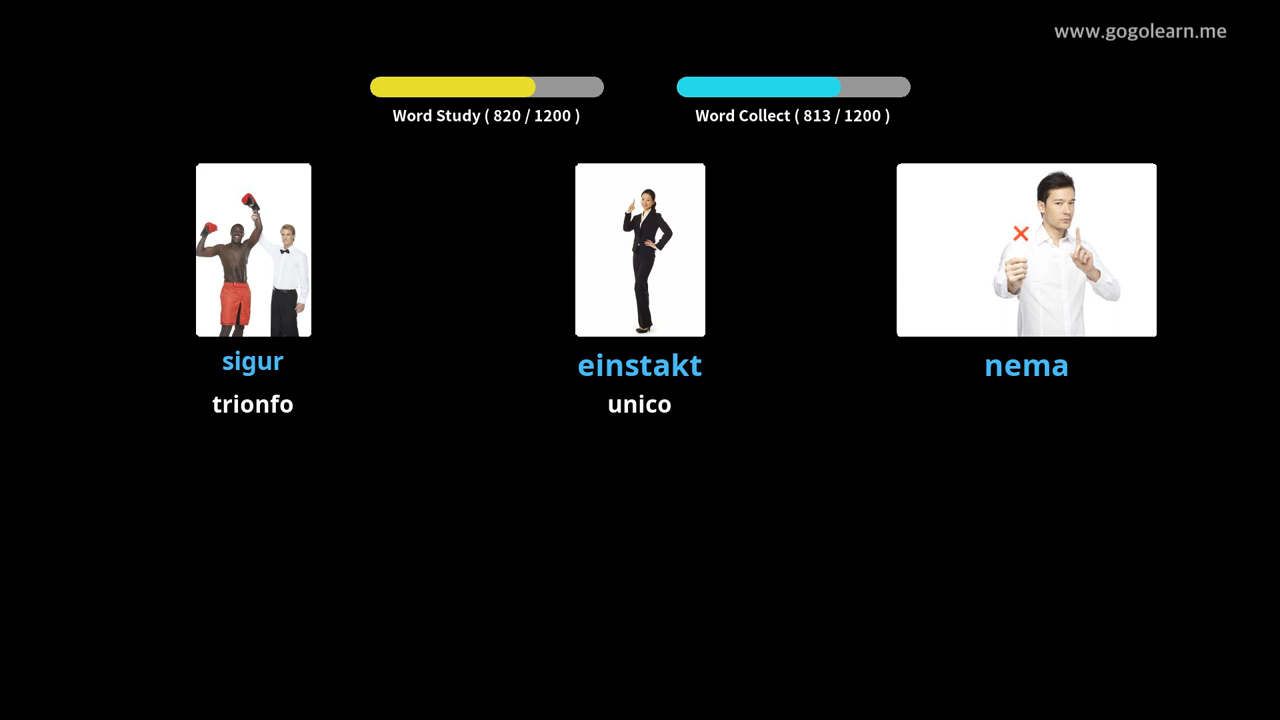 www.gogolearn.me
Word Study ( 820 / 1200 )
Word Collect ( 813 / 1200 )
sigur
trionfo
einstakt
unico
nema